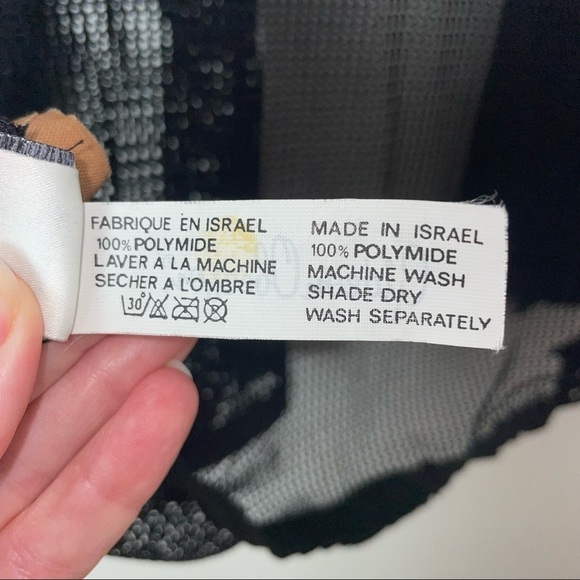 FABRIQUE EN ISRAEL
100% POLYMIDE
LAVER A LA MACHINE
SECHER A L'OMBRE
30°
MADE IN ISRAEL
100% POLYMIDE
MACHINE WASH
SHADE DRY
WASH SEPARATELY